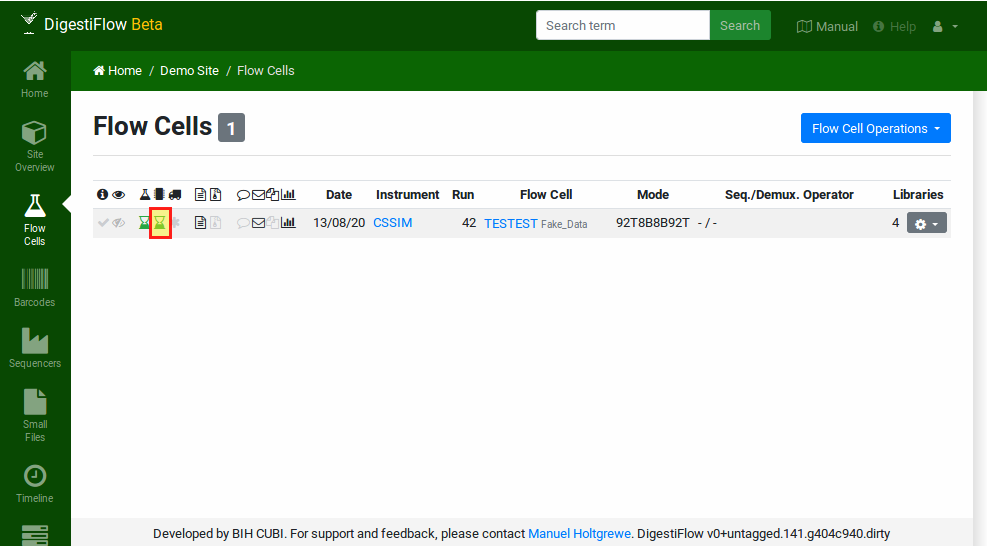 DigestiFlow Beta
Search term
Search
Manual
Help
Home / Demo Site / Flow Cells
Home
Site
Overview
Flow
Cells
Barcodes
Sequencers
Small
Files
Timeline
Flow Cells 1
Flow Cell Operations
Date Instrument Run Flow Cell Mode Seq./Demux. Operator Libraries
13/08/20 CSSIM 42 TESTEST Fake_Data 92T8B8B92T - / - 4
Developed by BIH CUBI. For support and feedback, please contact Manuel Holtgrewe. DigestiFlow v0+untagged.141.g404c940.dirty